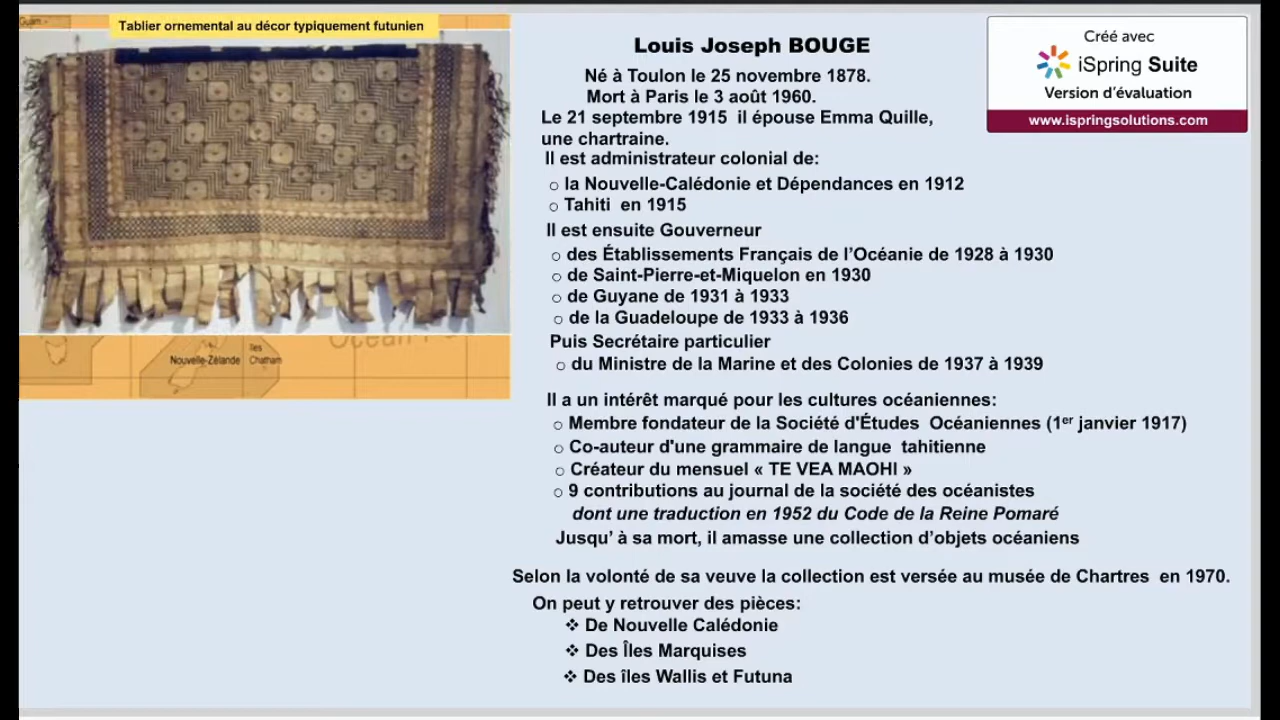 Tablier ornemental au décor typiquement futunien
Nouvelle-Zélande
Iles
Chatham
Louis Joseph BOUGE
Né à Toulon le 25 novembre 1878.
Mort à Paris le 3 août 1960.
Le 21 septembre 1915 il épouse Emma Quille,
une chartraine.
Il est administrateur colonial de:
o la Nouvelle-Calédonie et Dépendances en 1912
o Tahiti en 1915
Il est ensuite Gouverneur
o des Établissements Français de l’Océanie de 1928 à 1930
o de Saint-Pierre-et-Miquelon en 1930
o de Guyane de 1931 à 1933
o de la Guadeloupe de 1933 à 1936
Puis Secrétaire particulier
o du Ministre de la Marine et des Colonies de 1937 à 1939
Il a un intérêt marqué pour les cultures océaniennes:
o Membre fondateur de la Société d'Études Océaniennes (1er janvier 1917)
o Co-auteur d'une grammaire de langue tahitienne
o Créateur du mensuel « TE VEA MAOHI »
o 9 contributions au journal de la société des océanistes
dont une traduction en 1952 du Code de la Reine Pomaré
Jusqu’ à sa mort, il amasse une collection d’objets océaniens
Selon la volonté de sa veuve la collection est versée au musée de Chartres en 1970.
On peut y retrouver des pièces:
❖ De Nouvelle Calédonie
❖ Des Îles Marquises
❖ Des îles Wallis et Futuna
Créé avec
iSpring Suite
Version d’évaluation
www.ispringsolutions.com